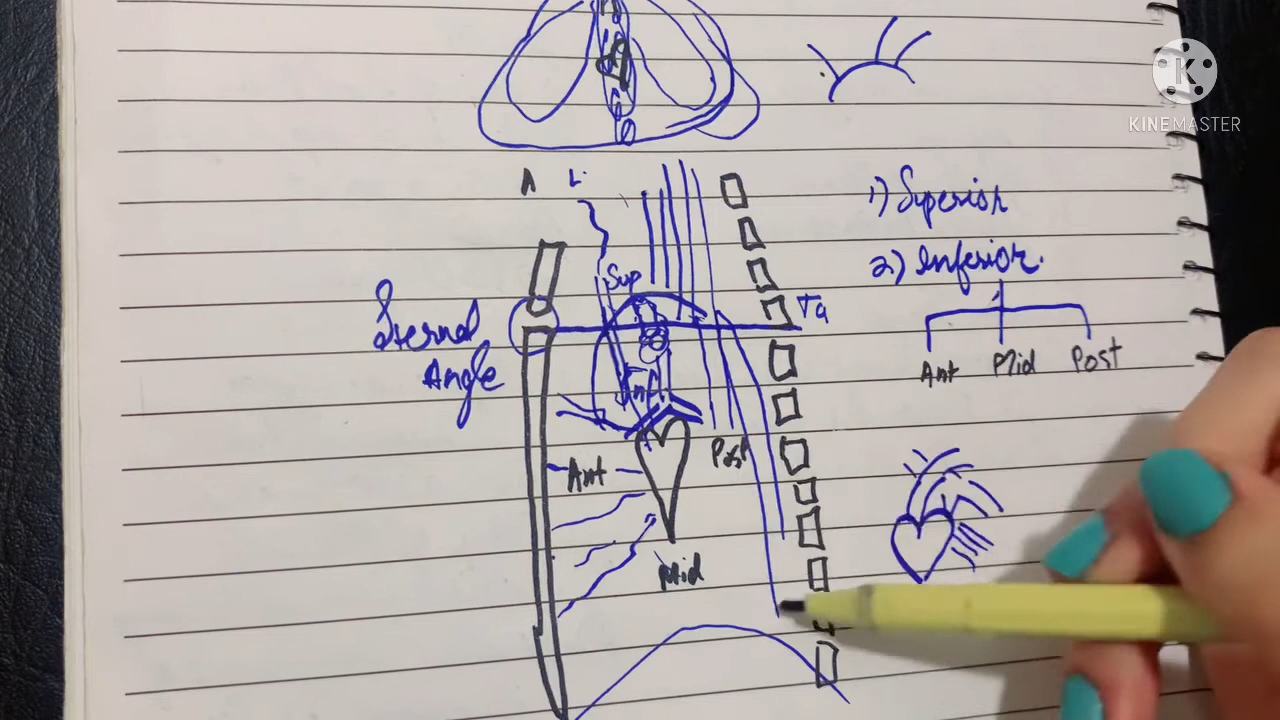 K
KINEMASTER
A L
1) Superior
2) Inferior.
Sup
Sternal
Angle
T4
Inf
Ant Mid Post
Ant
Post
Mid